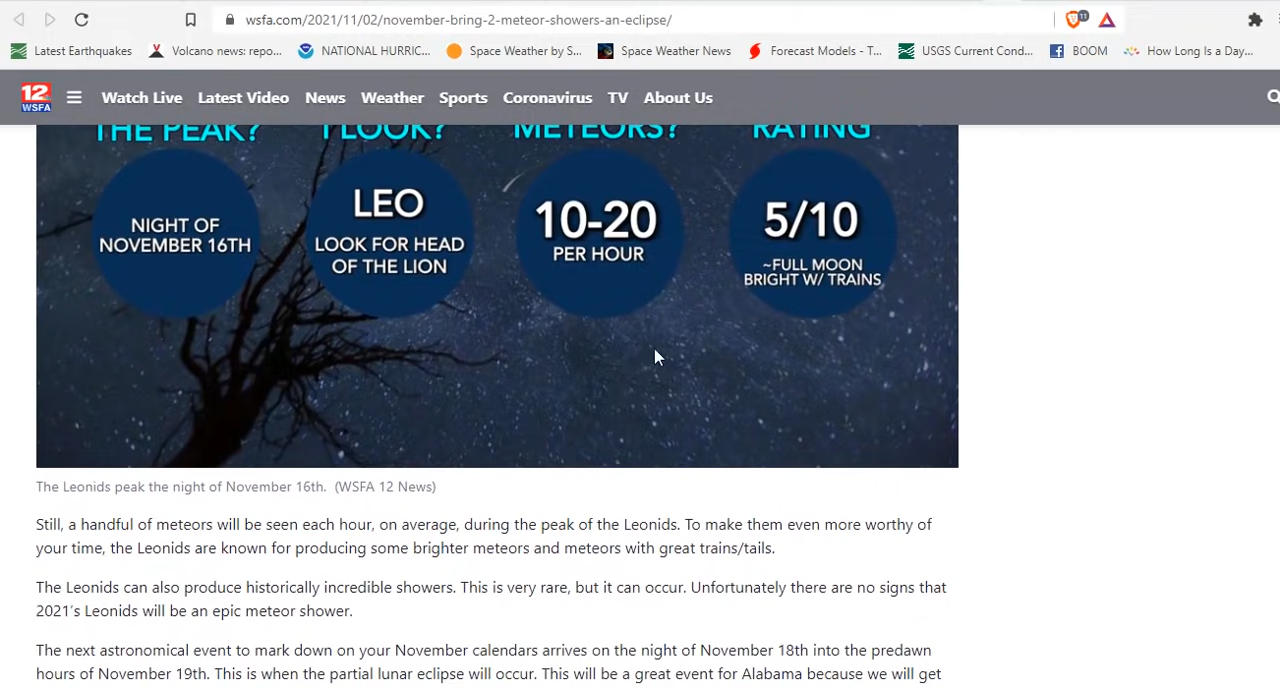 wsfa.com/2021/11/02/november-bring-2-meteor-showers-an-eclipse/
11
Latest Earthquakes Volcano news: repo... NATIONAL HURRIC... Space Weather by S... Space Weather News Forecast Models - T... USGS Current Cond... BOOM How Long Is a Day...
12
WSFA
Watch Live Latest Video News Weather Sports Coronavirus TV About Us
THE PEAK? I LOOK? METEORS? RATING
NIGHT OF
NOVEMBER 16TH
LEO
LOOK FOR HEAD
OF THE LION
10-20
PER HOUR
5/10
~FULL MOON
BRIGHT W/ TRAINS
The Leonids peak the night of November 16th. (WSFA 12 News)
Still, a handful of meteors will be seen each hour, on average, during the peak of the Leonids. To make them even more worthy of
your time, the Leonids are known for producing some brighter meteors and meteors with great trains/tails.
The Leonids can also produce historically incredible showers. This is very rare, but it can occur. Unfortunately there are no signs that
2021's Leonids will be an epic meteor shower.
The next astronomical event to mark down on your November calendars arrives on the night of November 18th into the predawn
hours of November 19th. This is when the partial lunar eclipse will occur. This will be a great event for Alabama because we will get